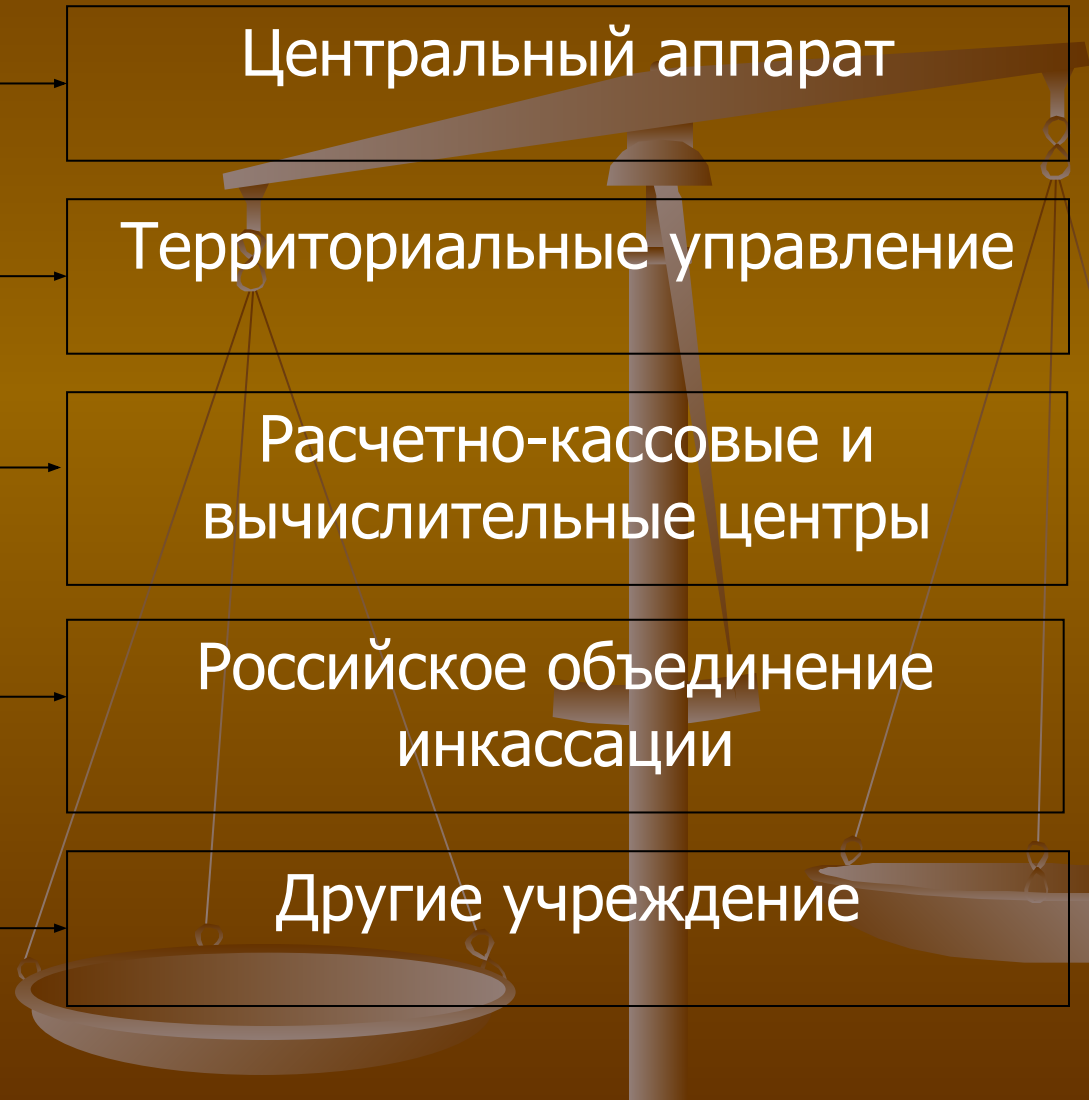 Центральный аппарат
Территориальные управление
Расчетно-кассовые и
вычислительные центры
Российское объединение
инкассации
Другие учреждение